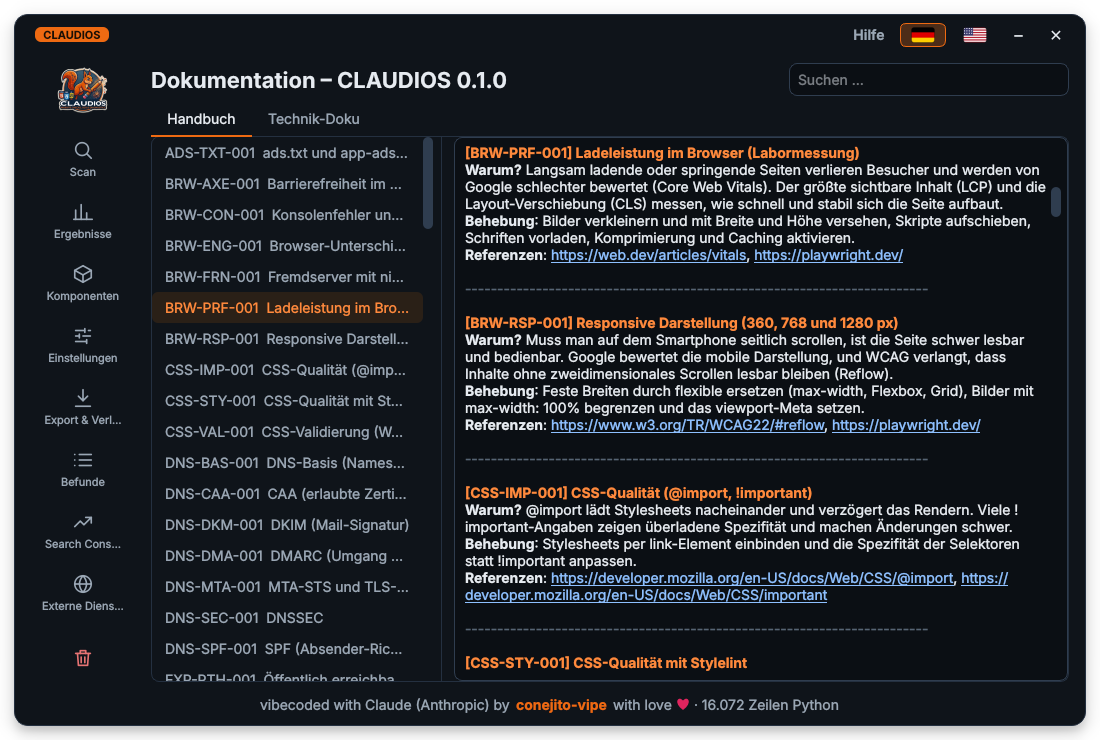 CLAUDIOS
Hilfe
CLAUDIOS
Dokumentation – CLAUDIOS 0.1.0
Suchen ...
Handbuch
Technik-Doku
Scan
Ergebnisse
Komponenten
Einstellungen
Export & Verl...
Befunde
Search Cons...
Externe Diens...
ADS-TXT-001 ads.txt und app-ads...
BRW-AXE-001 Barrierefreiheit im ...
BRW-CON-001 Konsolenfehler un...
BRW-ENG-001 Browser-Unterschi...
BRW-FRN-001 Fremdserver mit ni...
BRW-PRF-001 Ladeleistung im Bro...
BRW-RSP-001 Responsive Darstell...
CSS-IMP-001 CSS-Qualität (@imp...
CSS-STY-001 CSS-Qualität mit St...
CSS-VAL-001 CSS-Validierung (W...
DNS-BAS-001 DNS-Basis (Names...
DNS-CAA-001 CAA (erlaubte Zerti...
DNS-DKM-001 DKIM (Mail-Signatur)
DNS-DMA-001 DMARC (Umgang ...
DNS-MTA-001 MTA-STS und TLS-...
DNS-SEC-001 DNSSEC
DNS-SPF-001 SPF (Absender-Ric...
EXP-PTH-001 Öffentlich erreichba...
[BRW-PRF-001] Ladeleistung im Browser (Labormessung)
Warum? Langsam ladende oder springende Seiten verlieren Besucher und werden von
Google schlechter bewertet (Core Web Vitals). Der größte sichtbare Inhalt (LCP) und die
Layout-Verschiebung (CLS) messen, wie schnell und stabil sich die Seite aufbaut.
Behebung: Bilder verkleinern und mit Breite und Höhe versehen, Skripte aufschieben,
Schriften vorladen, Komprimierung und Caching aktivieren.
Referenzen: https://web.dev/articles/vitals, https://playwright.dev/
------------------------------------------------------------------------
[BRW-RSP-001] Responsive Darstellung (360, 768 und 1280 px)
Warum? Muss man auf dem Smartphone seitlich scrollen, ist die Seite schwer lesbar
und bedienbar. Google bewertet die mobile Darstellung, und WCAG verlangt, dass
Inhalte ohne zweidimensionales Scrollen lesbar bleiben (Reflow).
Behebung: Feste Breiten durch flexible ersetzen (max-width, Flexbox, Grid), Bilder mit
max-width: 100% begrenzen und das viewport-Meta setzen.
Referenzen: https://www.w3.org/TR/WCAG22/#reflow, https://playwright.dev/
------------------------------------------------------------------------
[CSS-IMP-001] CSS-Qualität (@import, !important)
Warum? @import lädt Stylesheets nacheinander und verzögert das Rendern. Viele !
important-Angaben zeigen überladene Spezifität und machen Änderungen schwer.
Behebung: Stylesheets per link-Element einbinden und die Spezifität der Selektoren
statt !important anpassen.
Referenzen: https://developer.mozilla.org/en-US/docs/Web/CSS/@import, https://
developer.mozilla.org/en-US/docs/Web/CSS/important
------------------------------------------------------------------------
[CSS-STY-001] CSS-Qualität mit Stylelint
vibecoded with Claude (Anthropic) by conejito-vipe with love ❤ · 16.072 Zeilen Python